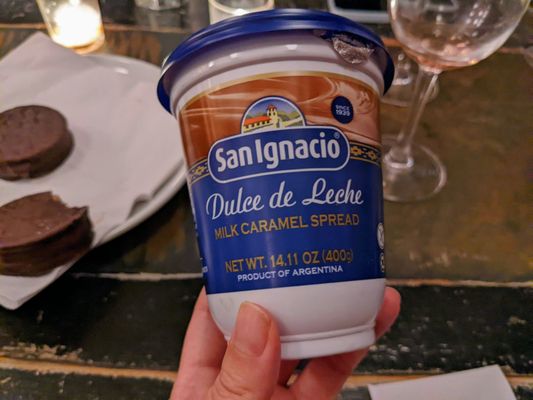 SINCE
1939
San Ignacio
Dulce de Leche
MILK CARAMEL SPREAD
NET WT. 14.11 OZ (400g)
PRODUCT OF ARGENTINA